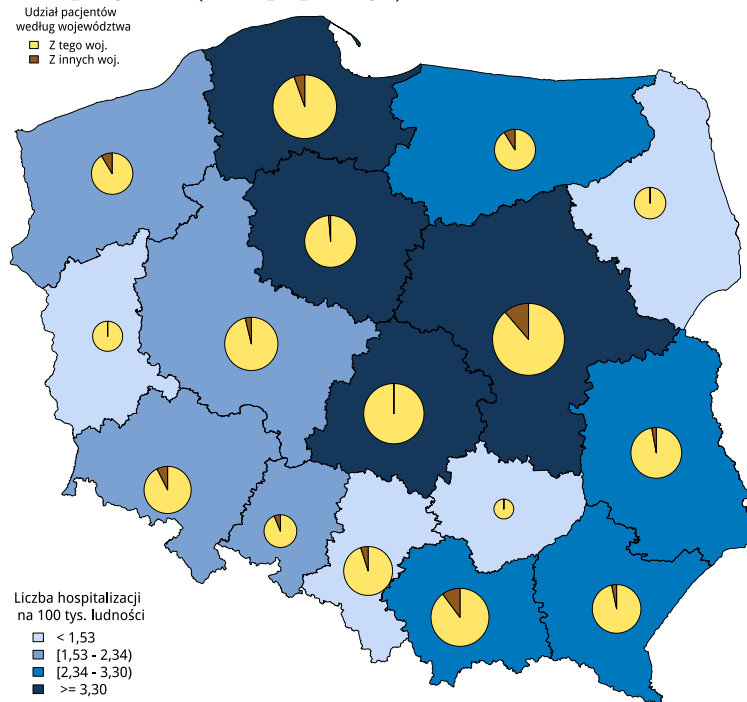 Udział pacjentów
według województwa
Z tego woj.
Z innych woj.
Liczba hospitalizacji
na 100 tys. ludności
< 1,53
[1,53 - 2,34)
[2,34 - 3,30)
>= 3,30